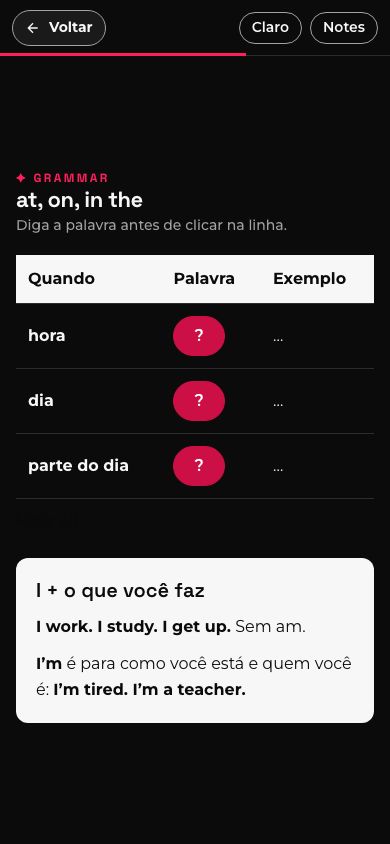 ← Voltar
Claro
Notes
✦ GRAMMAR
at, on, in the
Diga a palavra antes de clicar na linha.
Quando Palavra Exemplo
hora ? ...
dia ? ...
parte do dia ? ...
I + o que você faz
I work. I study. I get up. Sem am.
I’m é para como você está e quem você
é: I’m tired. I’m a teacher.